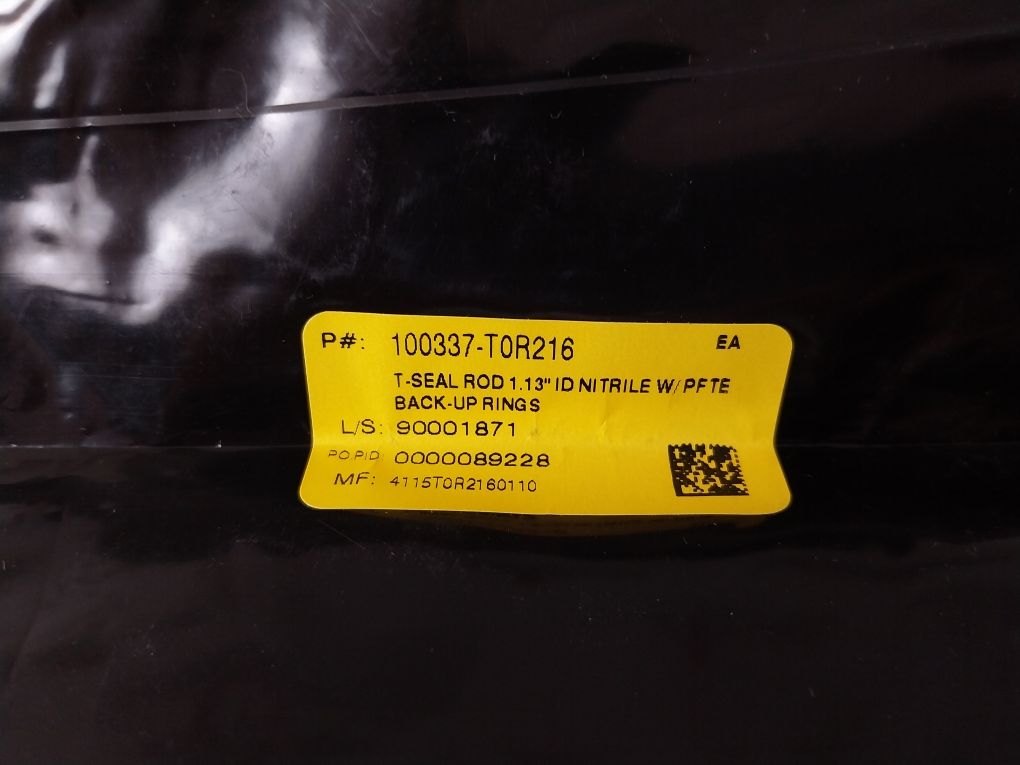 P#: 100337-T0R216 EA
T-SEAL ROD 1.13" ID NITRILE W/ PFTE
BACK-UP RINGS
L/S: 90001871
PO PID: 0000089228
MF: 4115T0R2160110